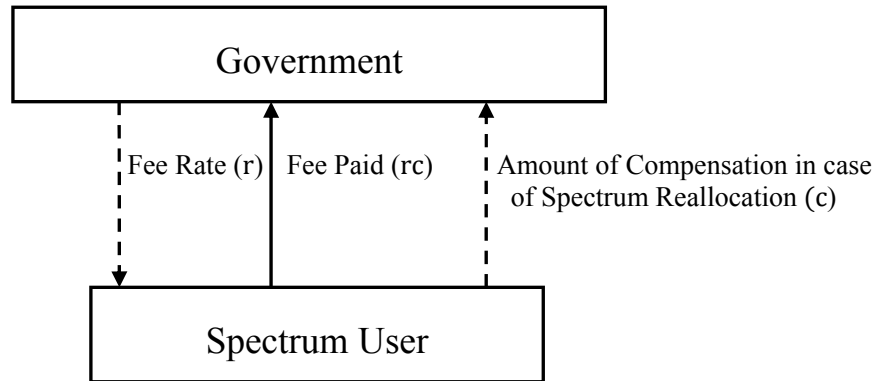 Government
Fee Rate (r)
Fee Paid (rc)
Amount of Compensation in case
of Spectrum Reallocation (c)
Spectrum User